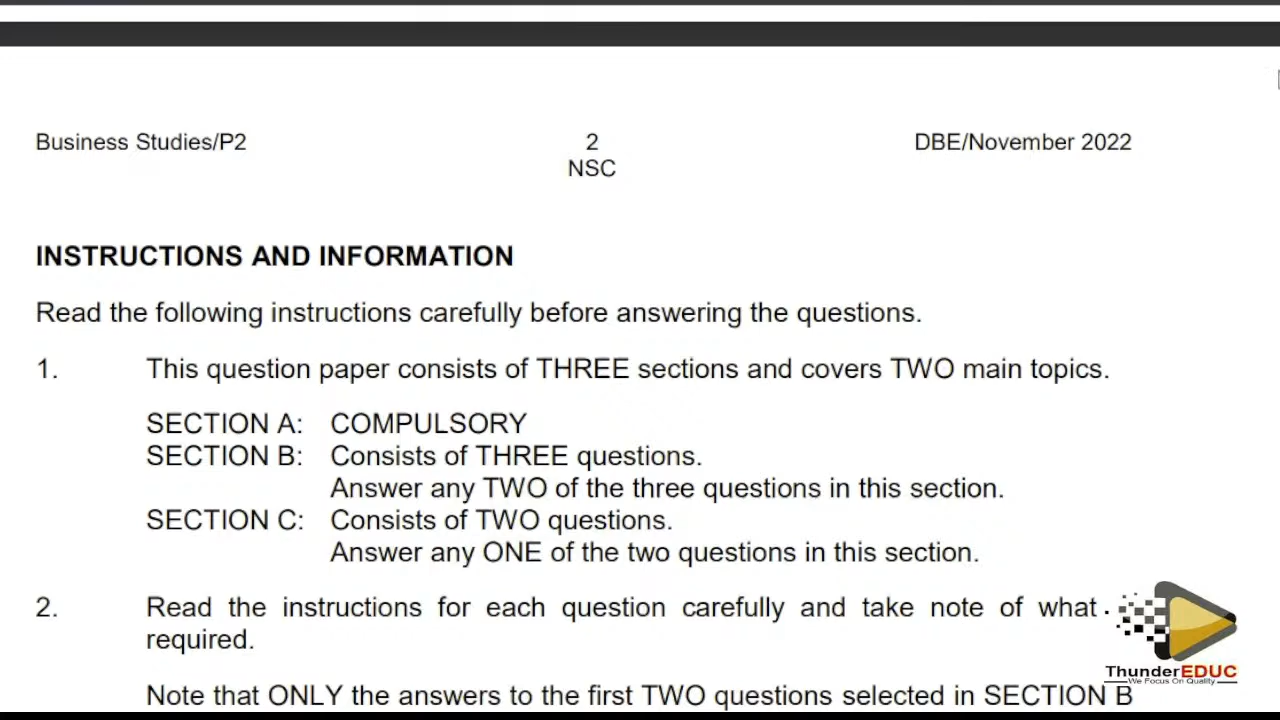 Business Studies/P2 2 DBE/November 2022
NSC
INSTRUCTIONS AND INFORMATION
Read the following instructions carefully before answering the questions.
1. This question paper consists of THREE sections and covers TWO main topics.
SECTION A: COMPULSORY
SECTION B: Consists of THREE questions.
Answer any TWO of the three questions in this section.
SECTION C: Consists of TWO questions.
Answer any ONE of the two questions in this section.
2. Read the instructions for each question carefully and take note of what
required.
Note that ONLY the answers to the first TWO questions selected in SECTION B
ThunderEDUC
We Focus On Quality